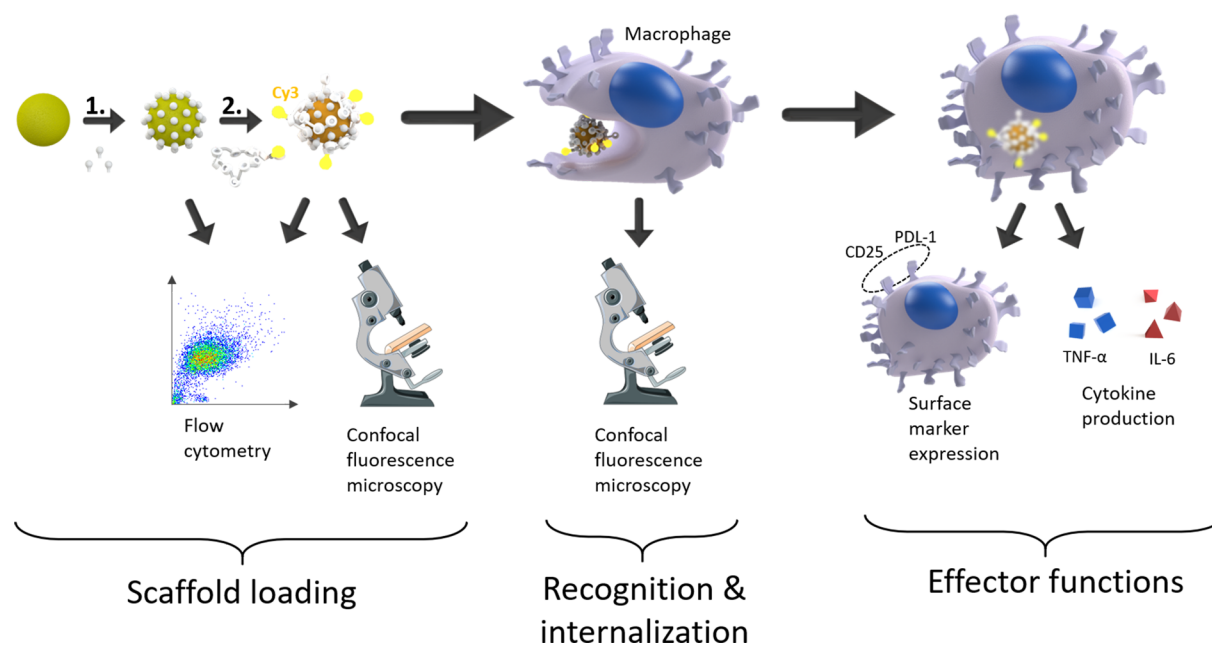 Macrophage
1.
2.
Cy3
CD25
PDL-1
TNF-α
IL-6
Flow
cytometry
Confocal
fluorescence
microscopy
Confocal
fluorescence
microscopy
Surface
marker
expression
Cytokine
production
Scaffold loading
Recognition &
internalization
Effector functions